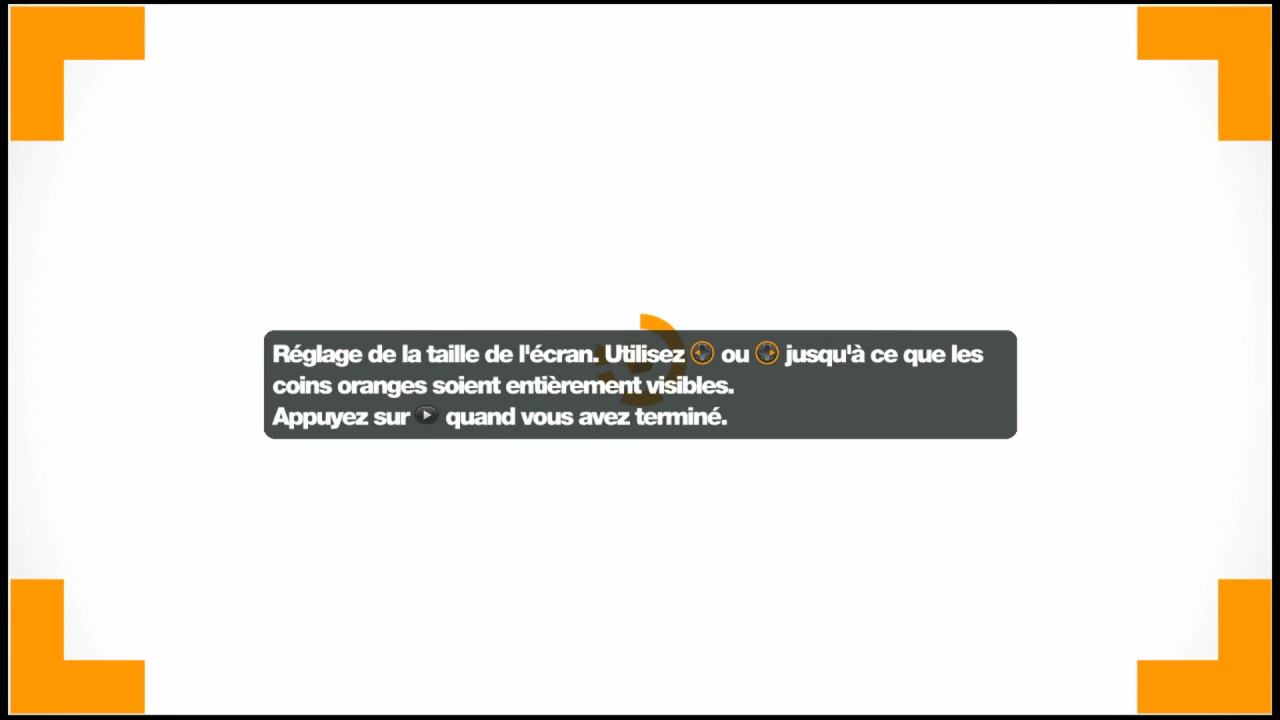 Réglage de la taille de l'écran. Utilisez ou jusqu'à ce que les
coins oranges soient entièrement visibles.
Appuyez sur quand vous avez terminé.